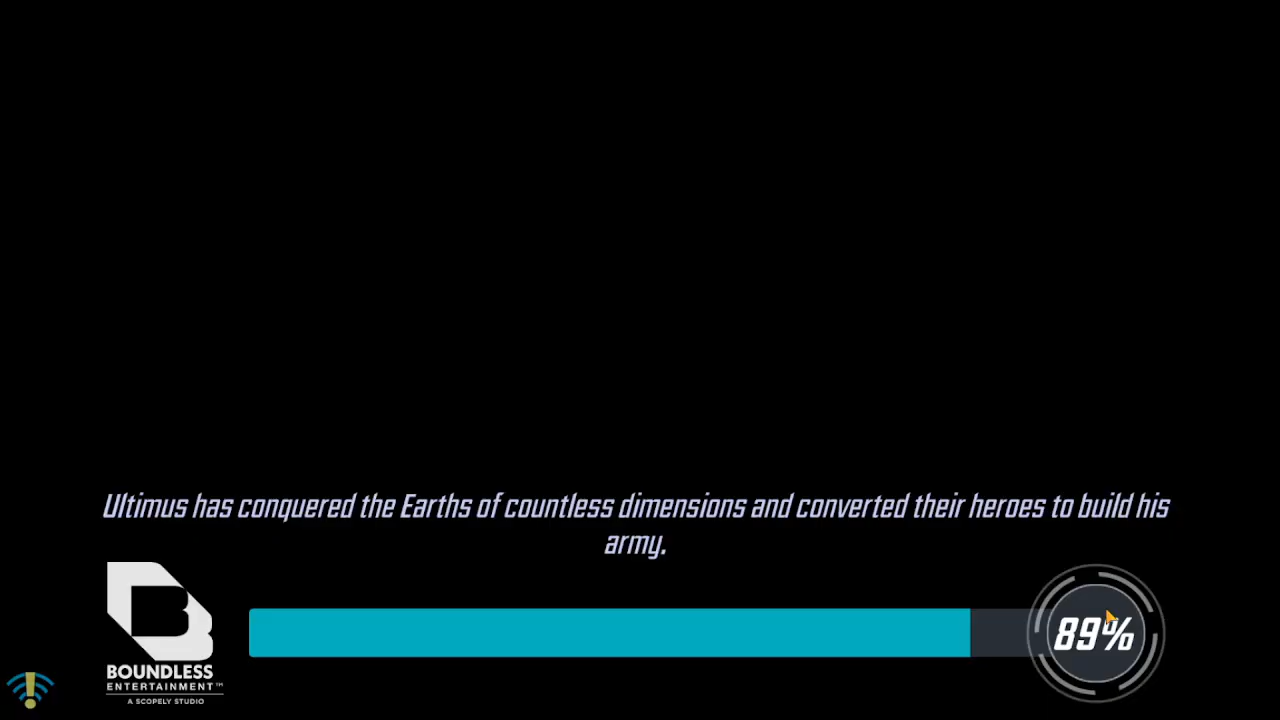 Ultimus has conquered the Earths of countless dimensions and converted their heroes to build his
army.
89%
BOUNDLESS
ENTERTAINMENT™
A SCOPELY STUDIO